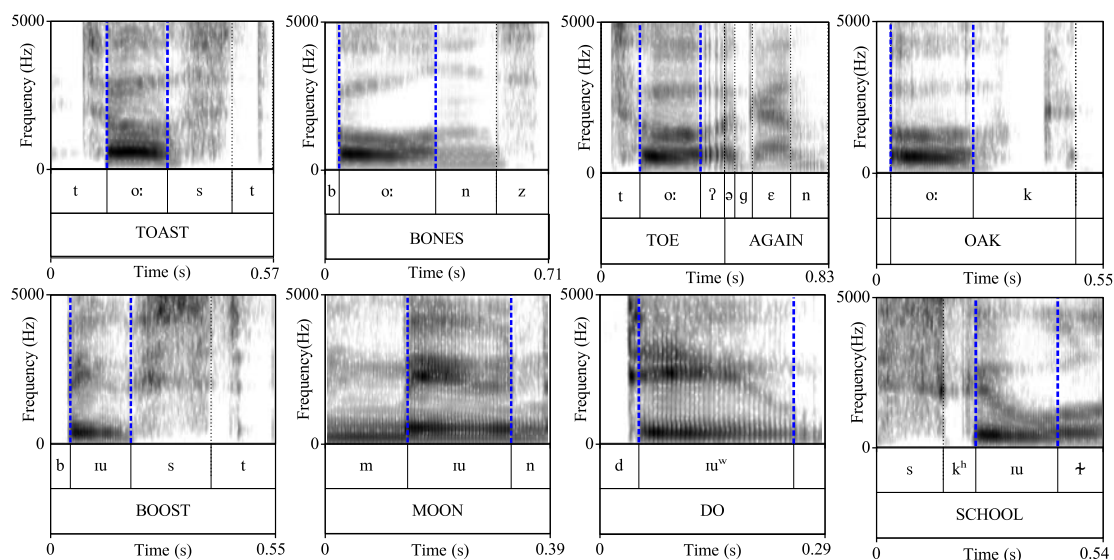 5000 5000 5000 5000
Frequency (Hz) Frequency (Hz) Frequency (Hz) Frequency(Hz)
0 0 0 0
t oː s t b oː n z t oː ʔ ə ɡ ɛ n oː k
TOAST BONES TOE AGAIN OAK
0 Time (s) 0.57 0 Time (s) 0.71 0 Time (s) 0.83 0 Time (s) 0.55
5000 5000 5000 5000
Frequency (Hz) Frequency (Hz) Frequency (Hz) Frequency (Hz)
0 0 0 0
b ɪu s t m ɪu n d ɪuʷ s kʰ ɪu ɫ
BOOST MOON DO SCHOOL
0 Time (s) 0.55 0 Time (s) 0.39 0 Time (s) 0.29 0 Time (s) 0.54